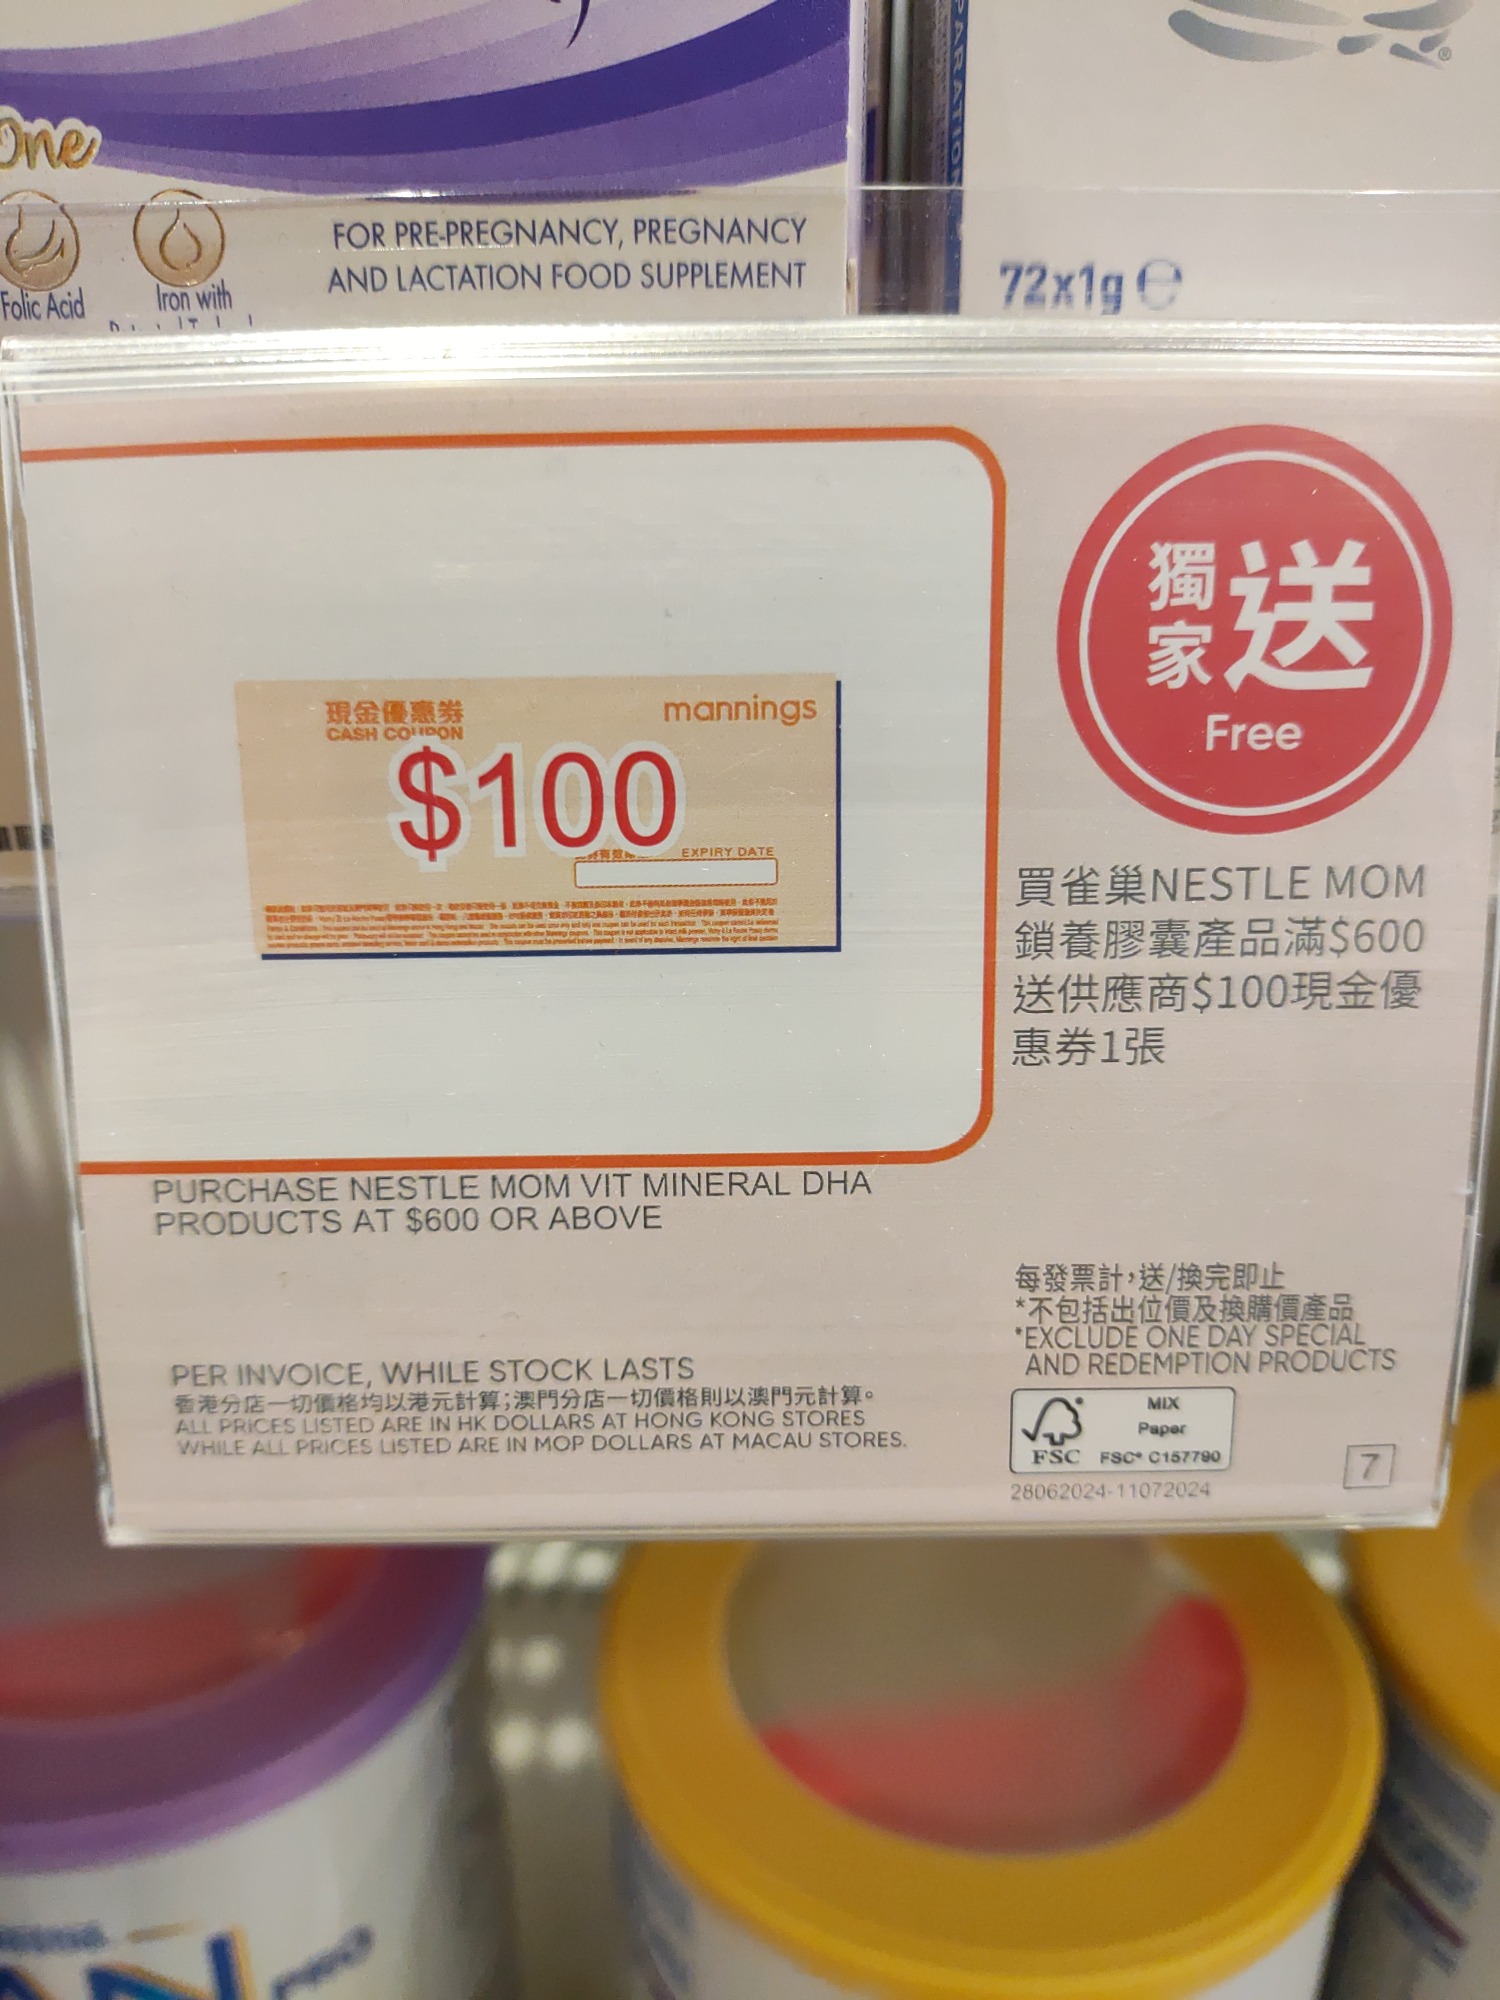 One
Folic Acid
Iron with
FOR PRE-PREGNANCY, PREGNANCY
AND LACTATION FOOD SUPPLEMENT
72x1g ℮
獨家
送
Free
現金優惠券
CASH COUPON
mannings
$100
EXPIRY DATE
買雀巢NESTLE MOM
鎖養膠囊產品滿$600
送供應商$100現金優
惠券1張
PURCHASE NESTLE MOM VIT MINERAL DHA
PRODUCTS AT $600 OR ABOVE
每發票計，送/換完即止
*不包括出位價及換購價產品
*EXCLUDE ONE DAY SPECIAL
AND REDEMPTION PRODUCTS
PER INVOICE, WHILE STOCK LASTS
香港分店一切價格均以港元計算；澳門分店一切價格則以澳門元計算。
ALL PRICES LISTED ARE IN HK DOLLARS AT HONG KONG STORES
WHILE ALL PRICES LISTED ARE IN MOP DOLLARS AT MACAU STORES.
FSC
MIX
Paper
FSC® C157790
28062024-11072024
7
PRO